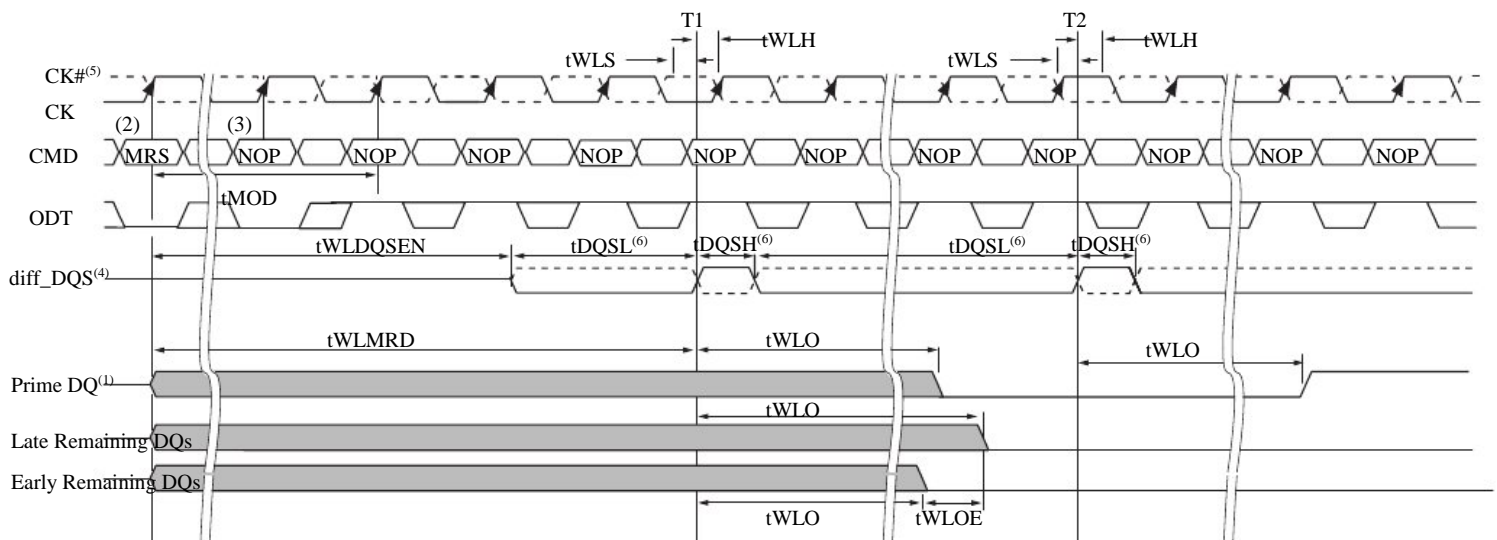 T1 T2
tWLH tWLH
tWLS tWLS
CK#(5)
CK
(2) (3)
CMD MRS NOP NOP NOP NOP NOP NOP NOP NOP NOP NOP NOP
tMOD
ODT
tWLDQSEN tDQSL(6) tDQSH(6) tDQSL(6) tDQSH(6)
diff_DQS(4)
tWLMRD tWLO
tWLO
Prime DQ(1)
tWLO
Late Remaining DQs
Early Remaining DQs
tWLO tWLOE